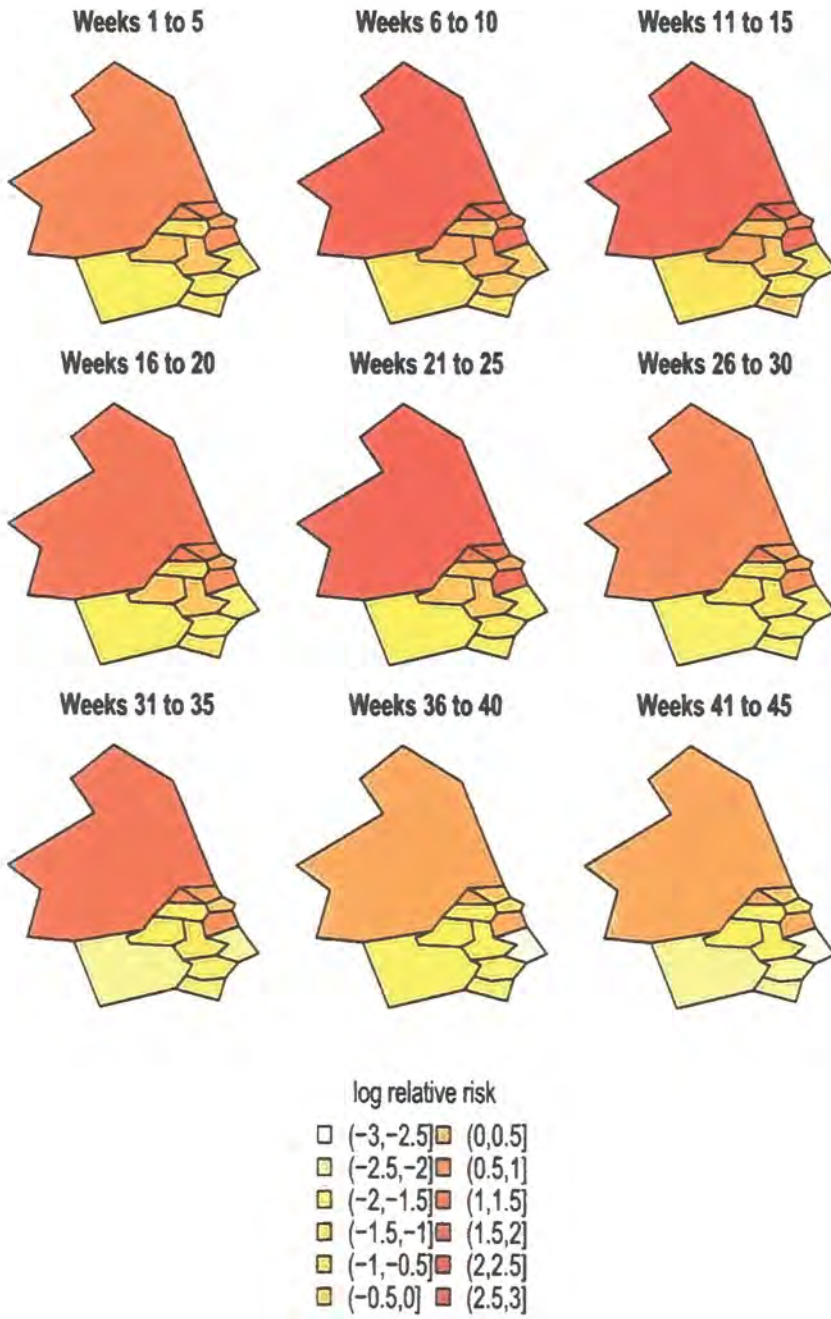 Weeks 1 to 5 Weeks 6 to 10 Weeks 11 to 15
Weeks 16 to 20 Weeks 21 to 25 Weeks 26 to 30
Weeks 31 to 35 Weeks 36 to 40 Weeks 41 to 45
log relative risk
(−3,−2.5] (0,0.5]
(−2.5,−2] (0.5,1]
(−2,−1.5] (1,1.5]
(−1.5,−1] (1.5,2]
(−1,−0.5] (2,2.5]
(−0.5,0] (2.5,3]